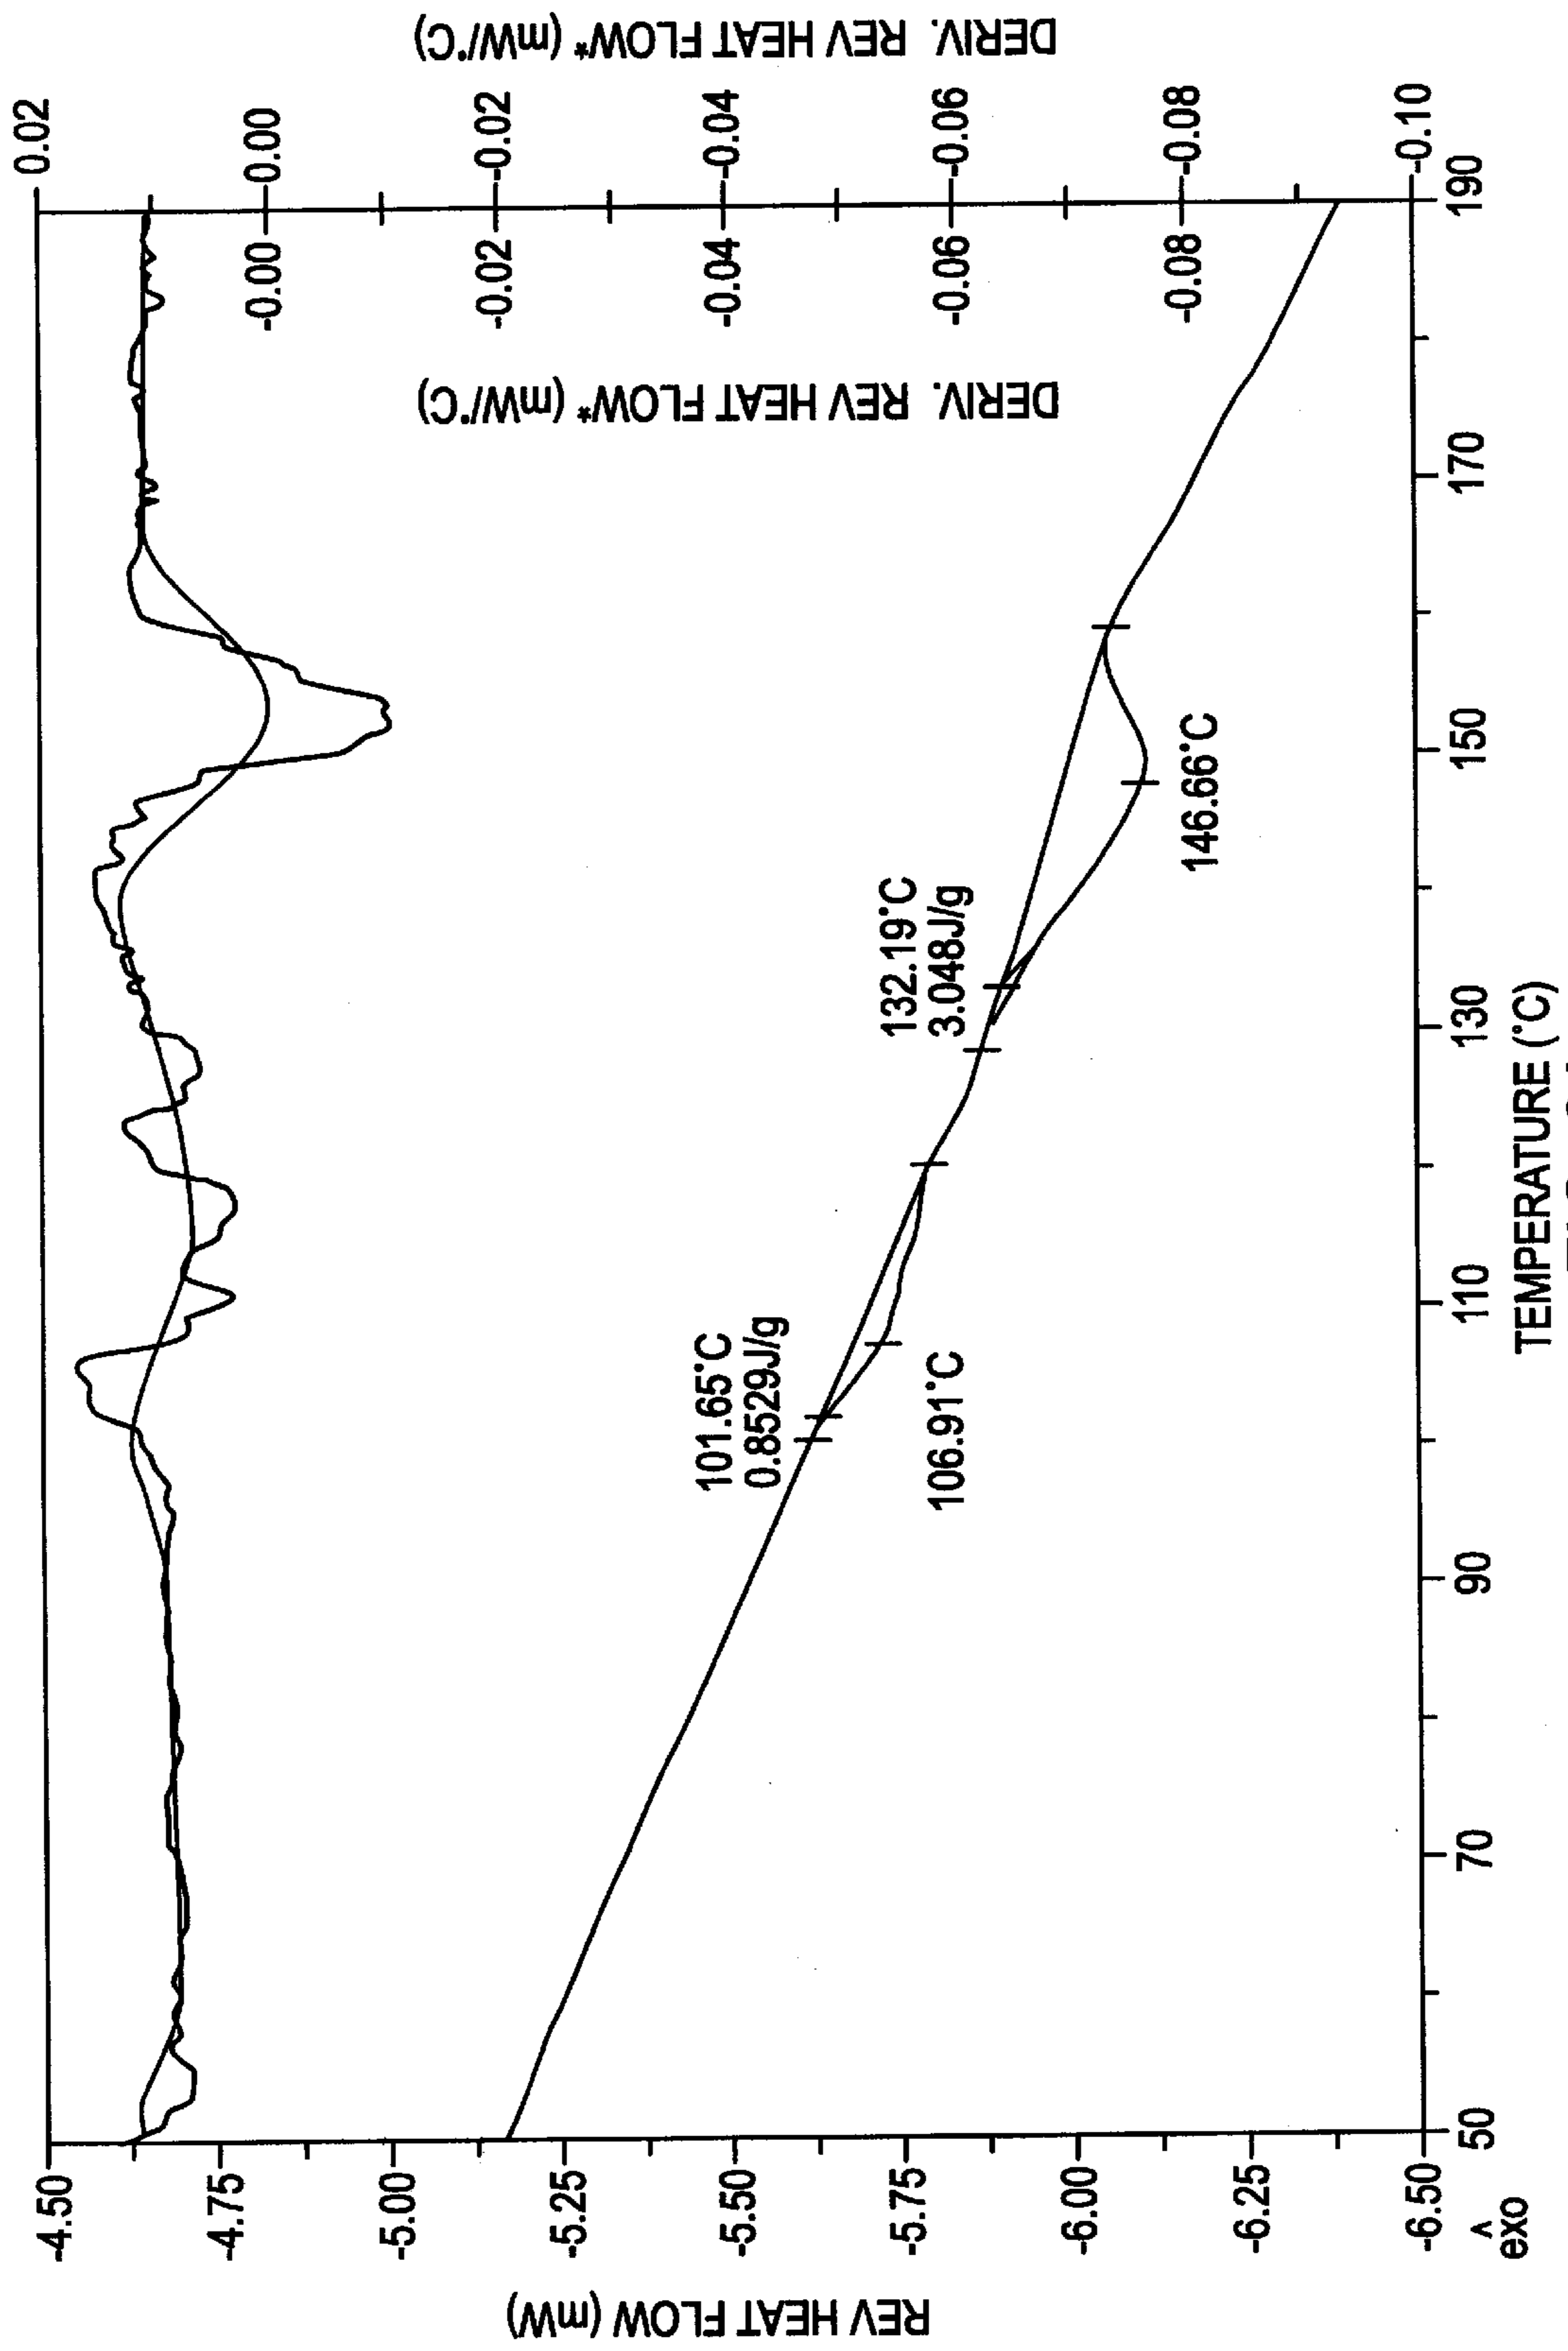 REV HEAT FLOW (mW)
-4.50
-4.75
-5.00
-5.25
-5.50
-5.75
-6.00
-6.25
-6.50
^
exo
50
70
90
110
130
150
170
190
TEMPERATURE (°C)
101.65°C
0.8529J/g
106.91°C
132.19°C
3.048J/g
146.66°C
DERIV. REV HEAT FLOW* (mW/°C)
-0.00
-0.02
-0.04
-0.06
-0.08
0.02
0.00
-0.02
-0.04
-0.06
-0.08
-0.10
DERIV. REV HEAT FLOW* (mW/°C)